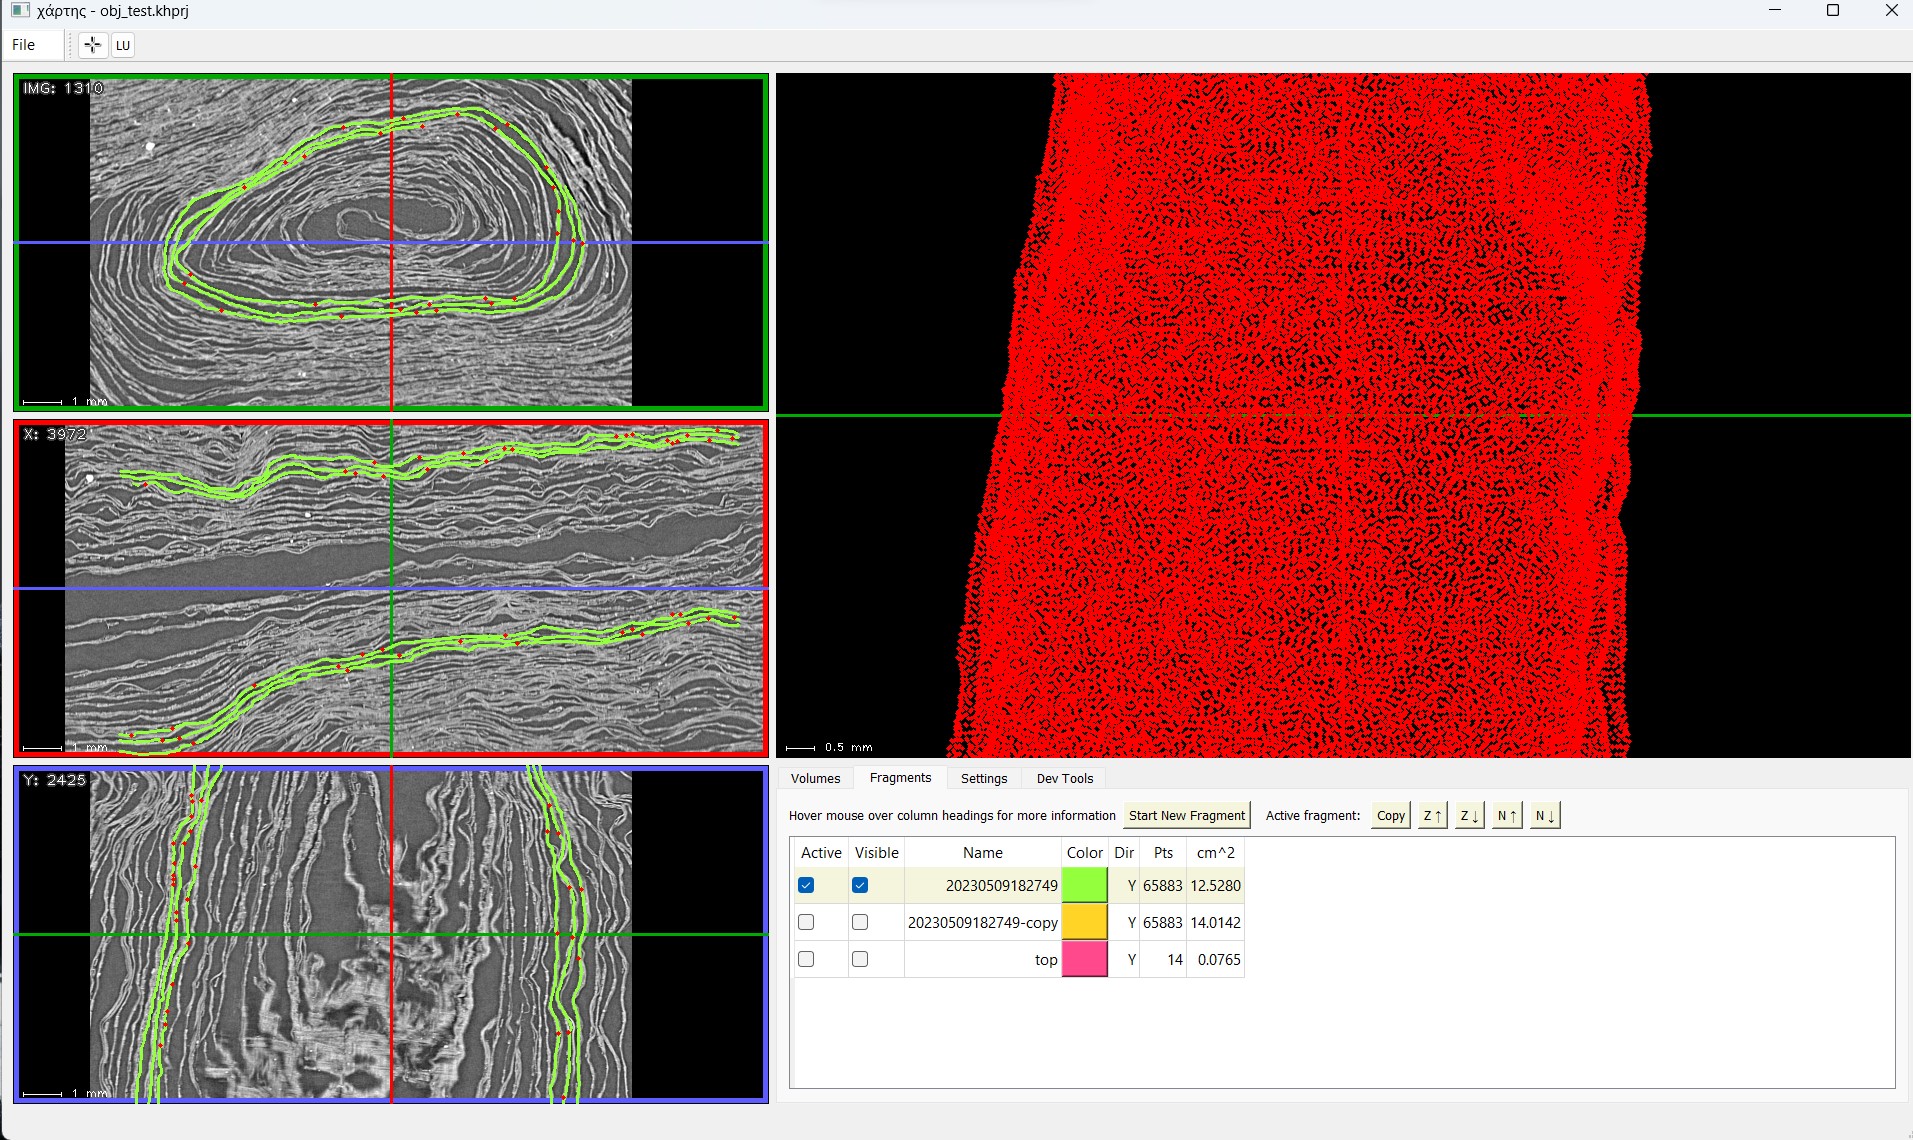 χάρτης - obj_test.khprj
File
LU
IMG: 1310
1 mm
X: 3972
1 mm
Y: 2425
1 mm
0.5 mm
Volumes Fragments Settings Dev Tools
Hover mouse over column headings for more information Start New Fragment Active fragment: Copy Z↑ Z↓ N↑ N↓
Active Visible Name Color Dir Pts cm^2
20230509182749 Y 65883 12.5280
20230509182749-copy Y 65883 14.0142
top Y 14 0.0765